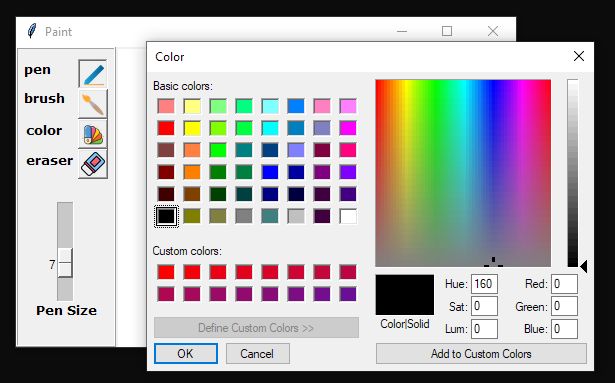 Paint
pen
brush
color
eraser
7
Pen Size
Color
Basic colors:
Custom colors:
Define Custom Colors >>
OK
Cancel
Color|Solid
Hue: 160
Sat: 0
Lum: 0
Red: 0
Green: 0
Blue: 0
Add to Custom Colors